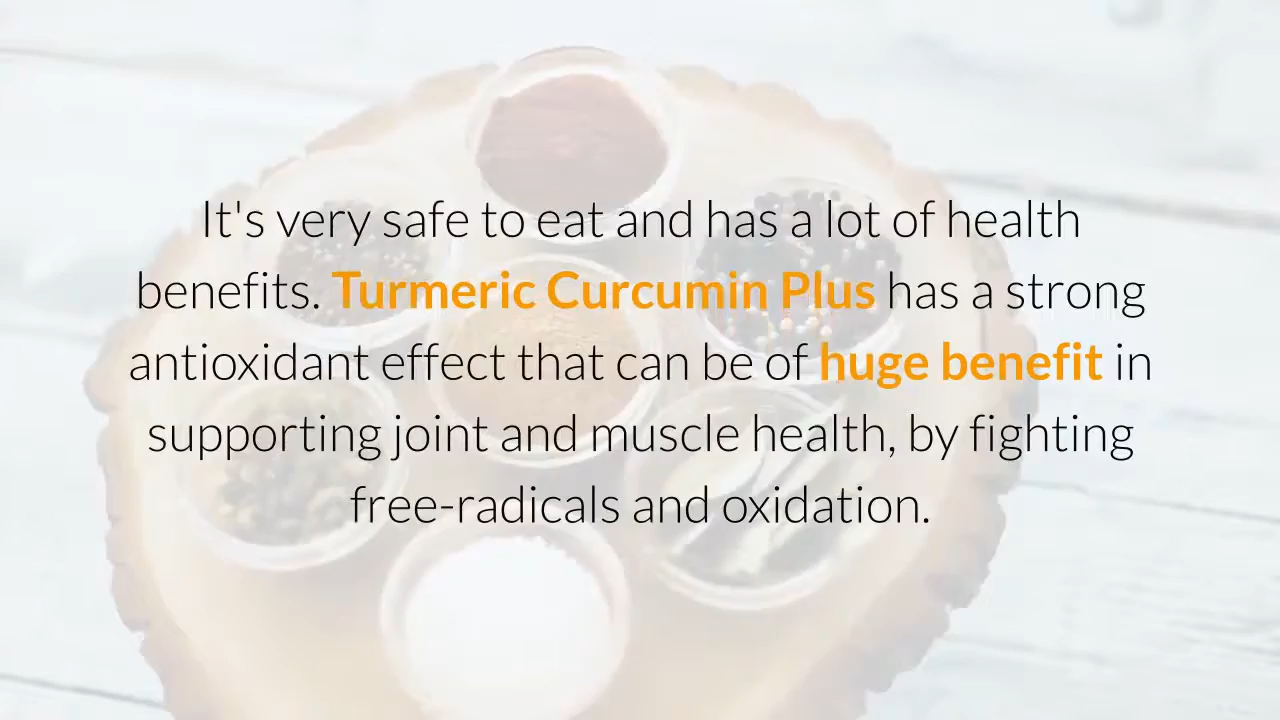 It's very safe to eat and has a lot of health
benefits. Turmeric Curcumin Plus has a strong
antioxidant effect that can be of huge benefit in
supporting joint and muscle health, by fighting
free-radicals and oxidation.